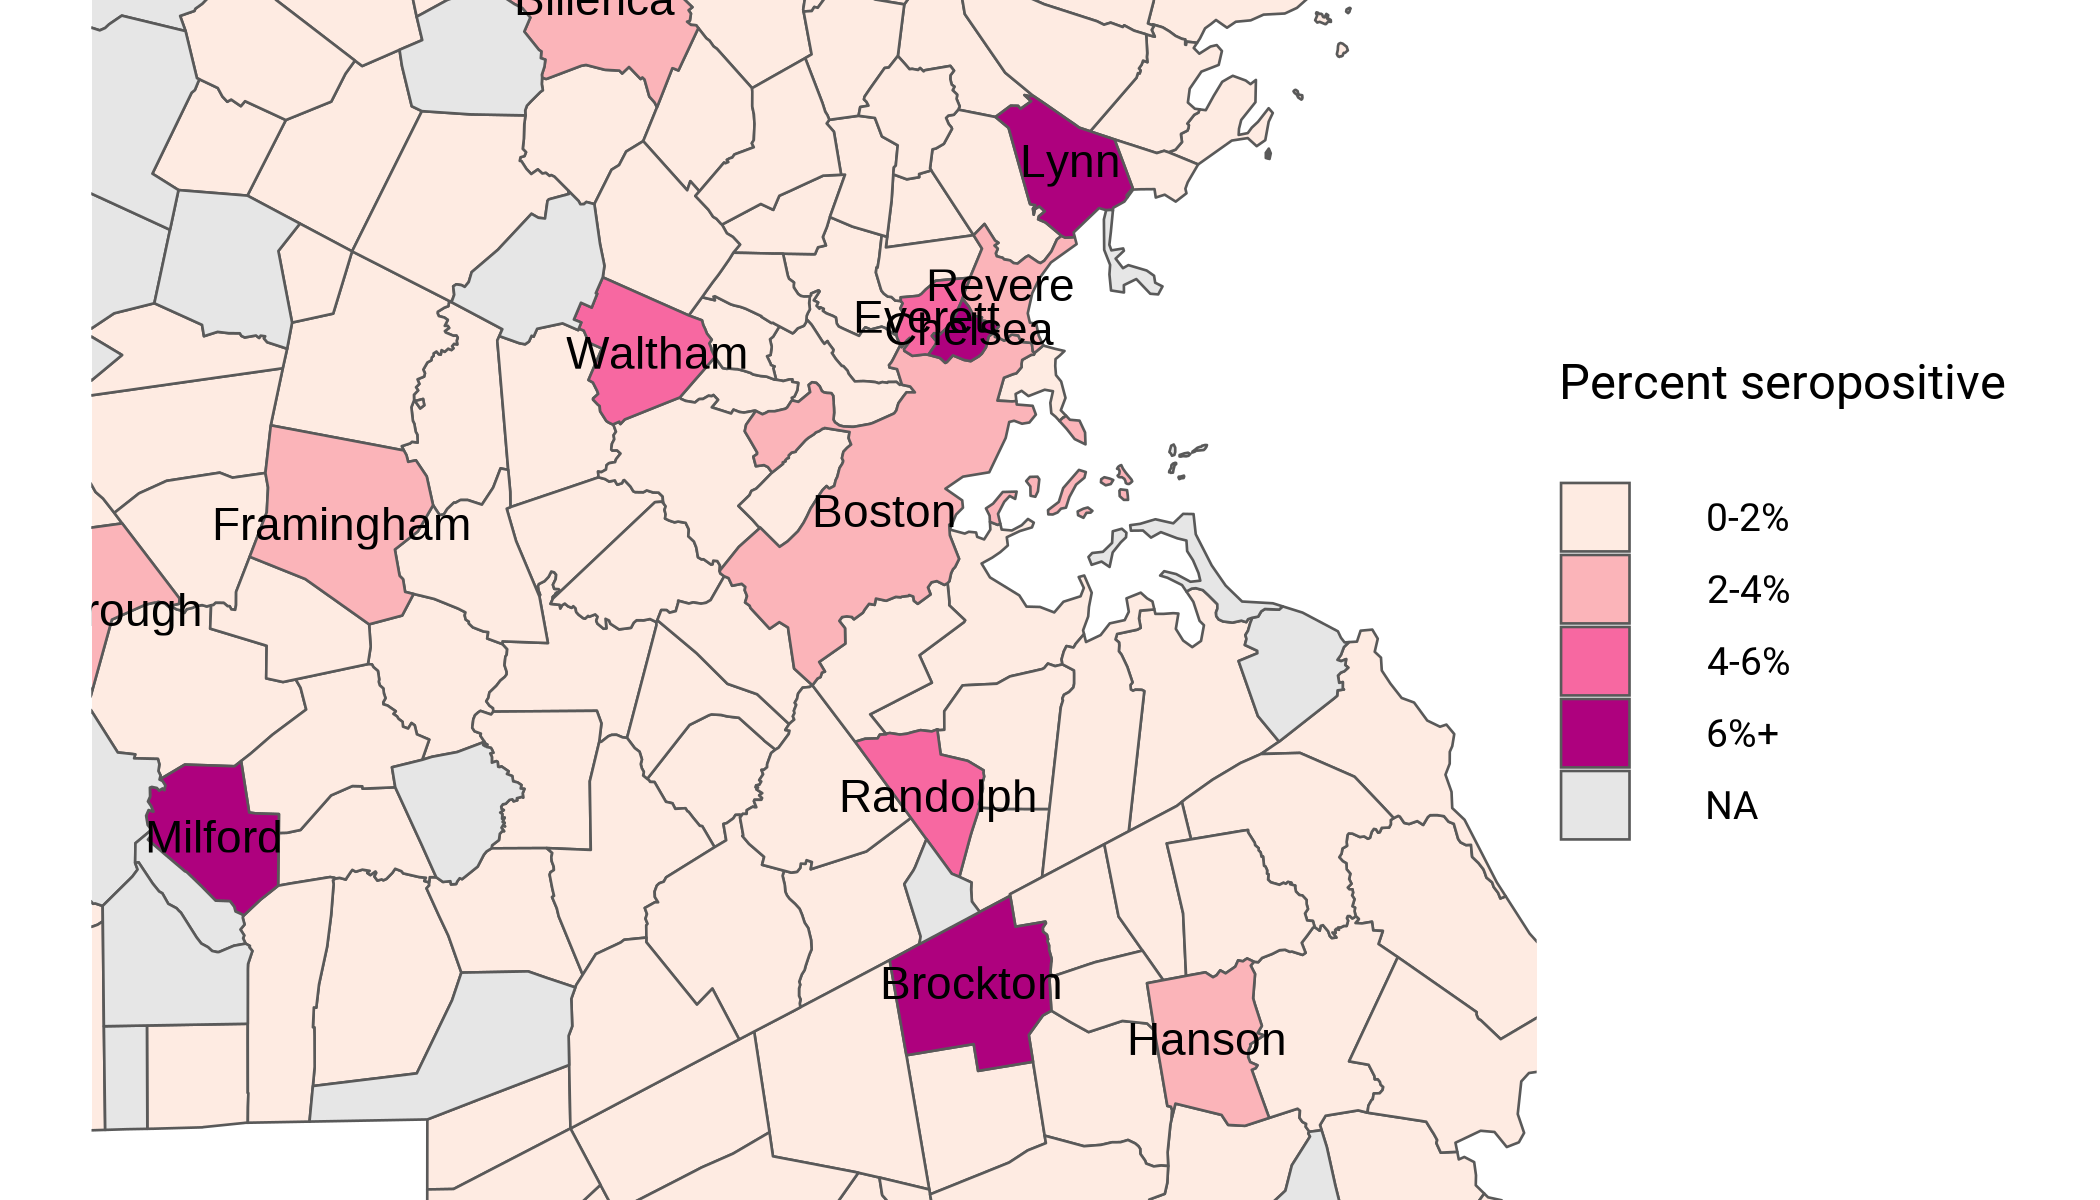 Billerica
Lynn
Revere
Everett
Chelsea
Waltham
Percent seropositive
0-2%
2-4%
4-6%
6%+
NA
Boston
Framingham
rough
Randolph
Milford
Brockton
Hanson